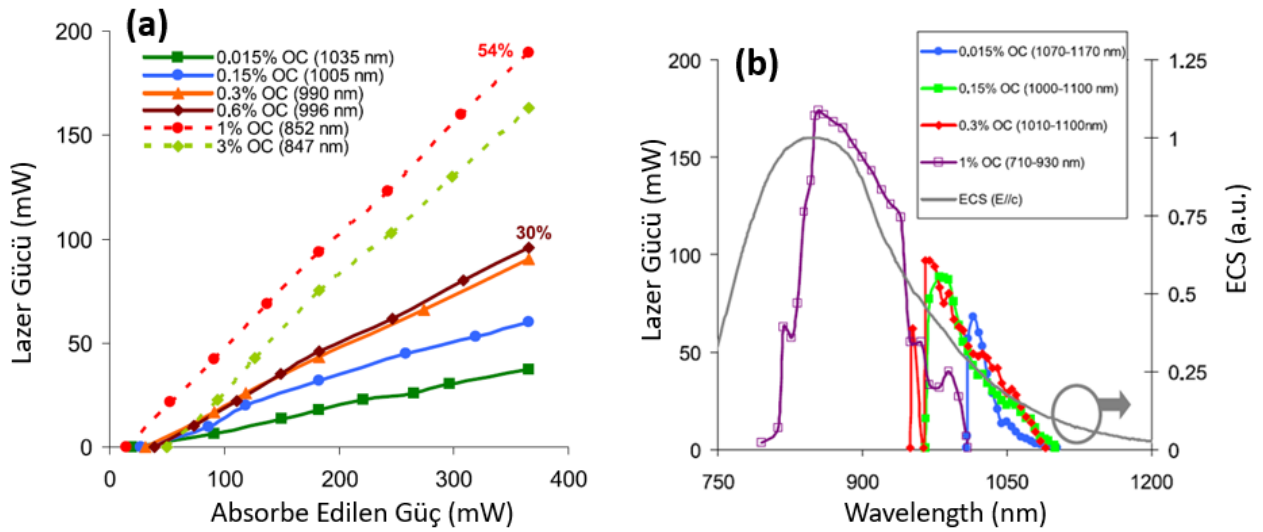 (a)
200
150
100
50
0
0
100
200
300
400
Lazer Gücü (mW)
Absorbe Edilen Güç (mW)
0.015% OC (1035 nm)
0.15% OC (1005 nm)
0.3% OC (990 nm)
0.6% OC (996 nm)
1% OC (852 nm)
3% OC (847 nm)
54%
30%
(b)
200
150
100
50
0
750
900
1050
1200
Lazer Gücü (mW)
Wavelength (nm)
0.015% OC (1070-1170 nm)
0.15% OC (1000-1100 nm)
0.3% OC (1010-1100nm)
1% OC (710-930 nm)
ECS (E//c)
1.25
1
0.75
0.5
0.25
0
ECS (a.u.)